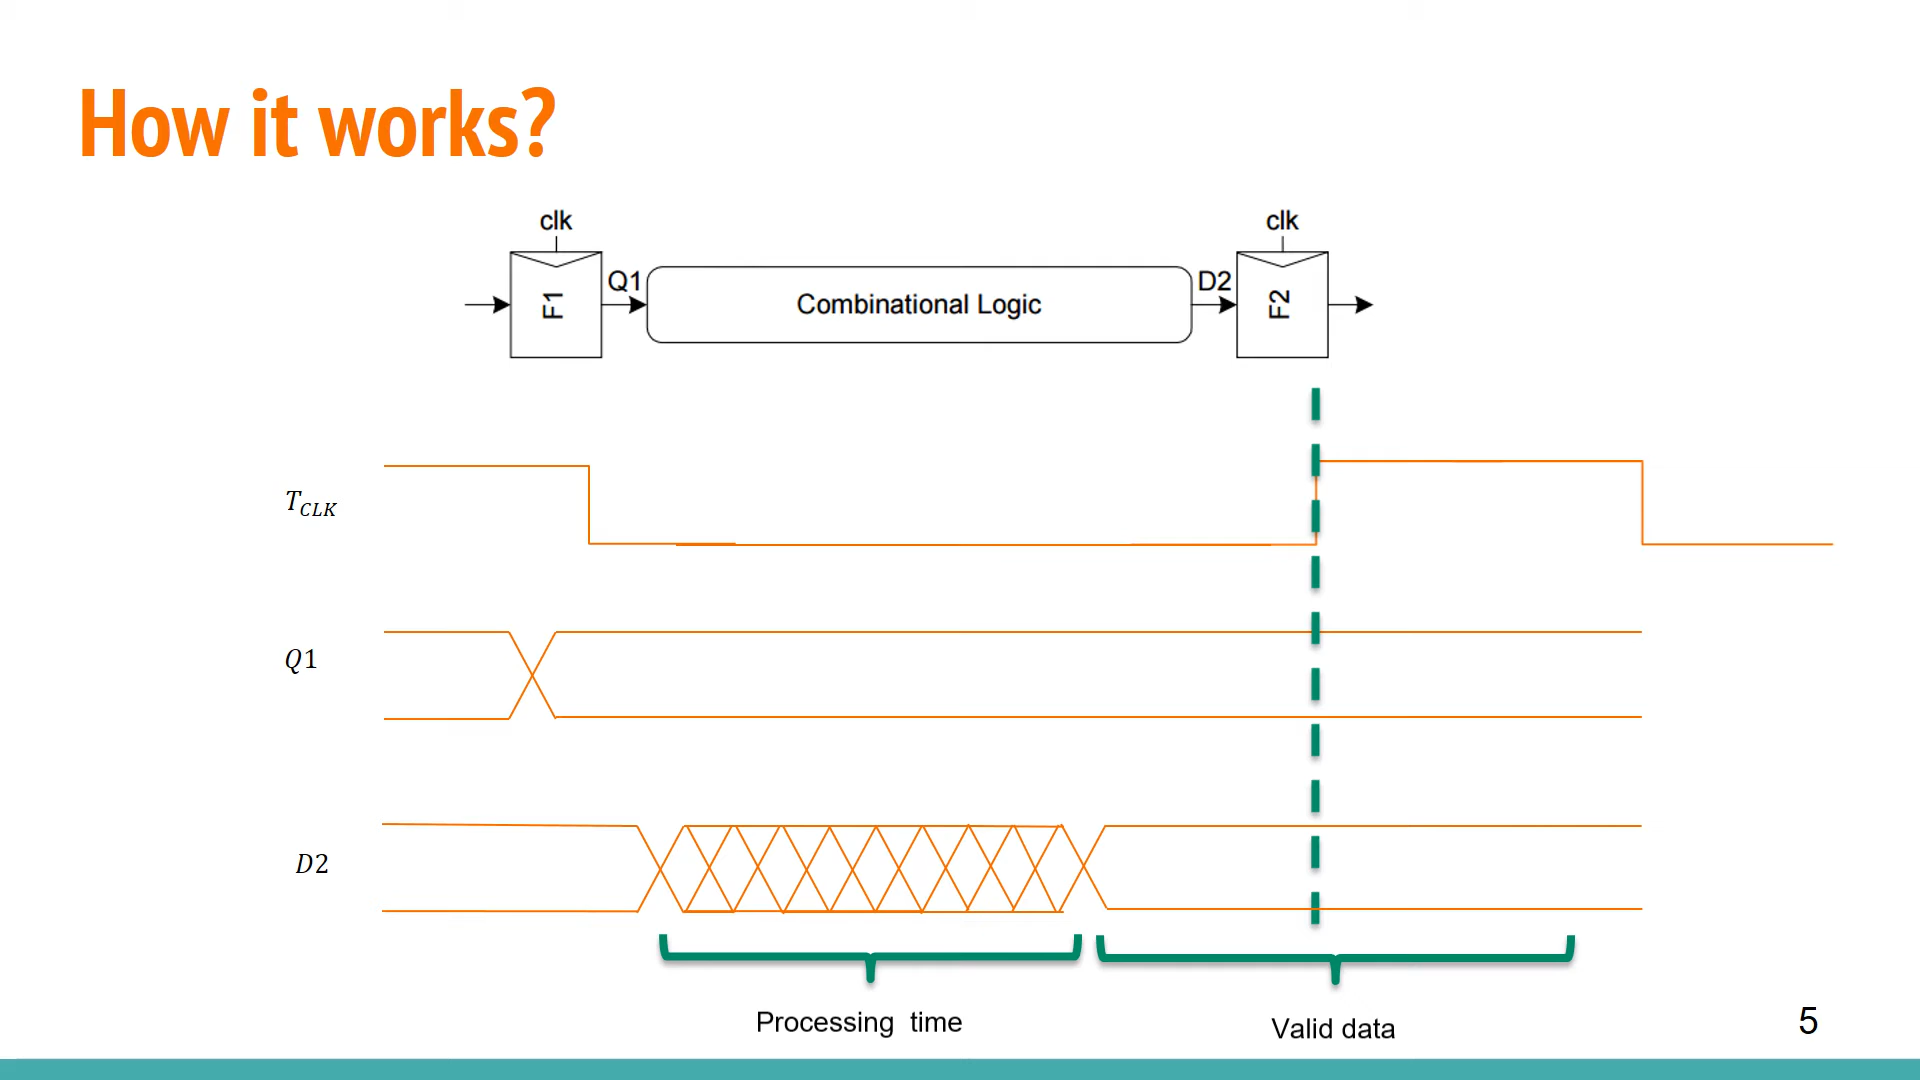 How it works?
clk
clk
F1
Q1
Combinational Logic
D2
F2
T_CLK
Q1
D2
Processing time
Valid data
5